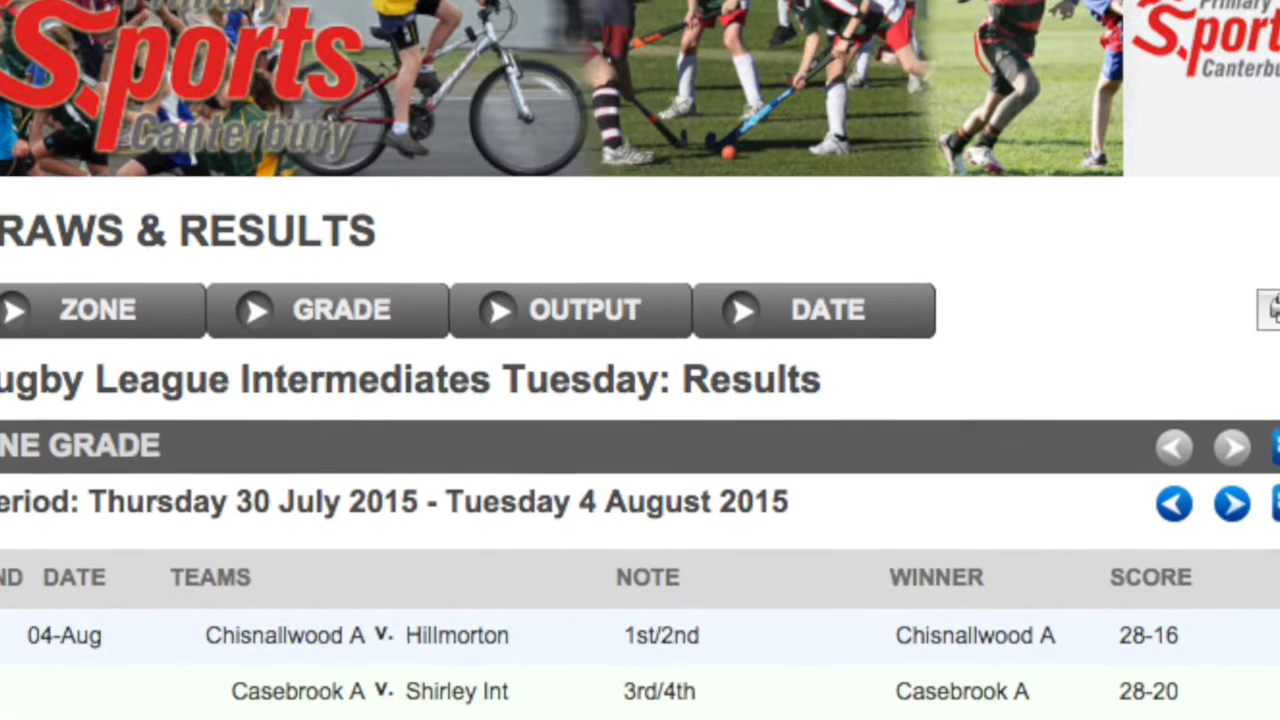 Primary
Sports
Canterbury
Primary
Sport
Canterbu
RAWS & RESULTS
ZONE GRADE OUTPUT DATE
ugby League Intermediates Tuesday: Results
NE GRADE
eriod: Thursday 30 July 2015 - Tuesday 4 August 2015
ND DATE TEAMS NOTE WINNER SCORE
04-Aug Chisnallwood A v. Hillmorton 1st/2nd Chisnallwood A 28-16
Casebrook A v. Shirley Int 3rd/4th Casebrook A 28-20